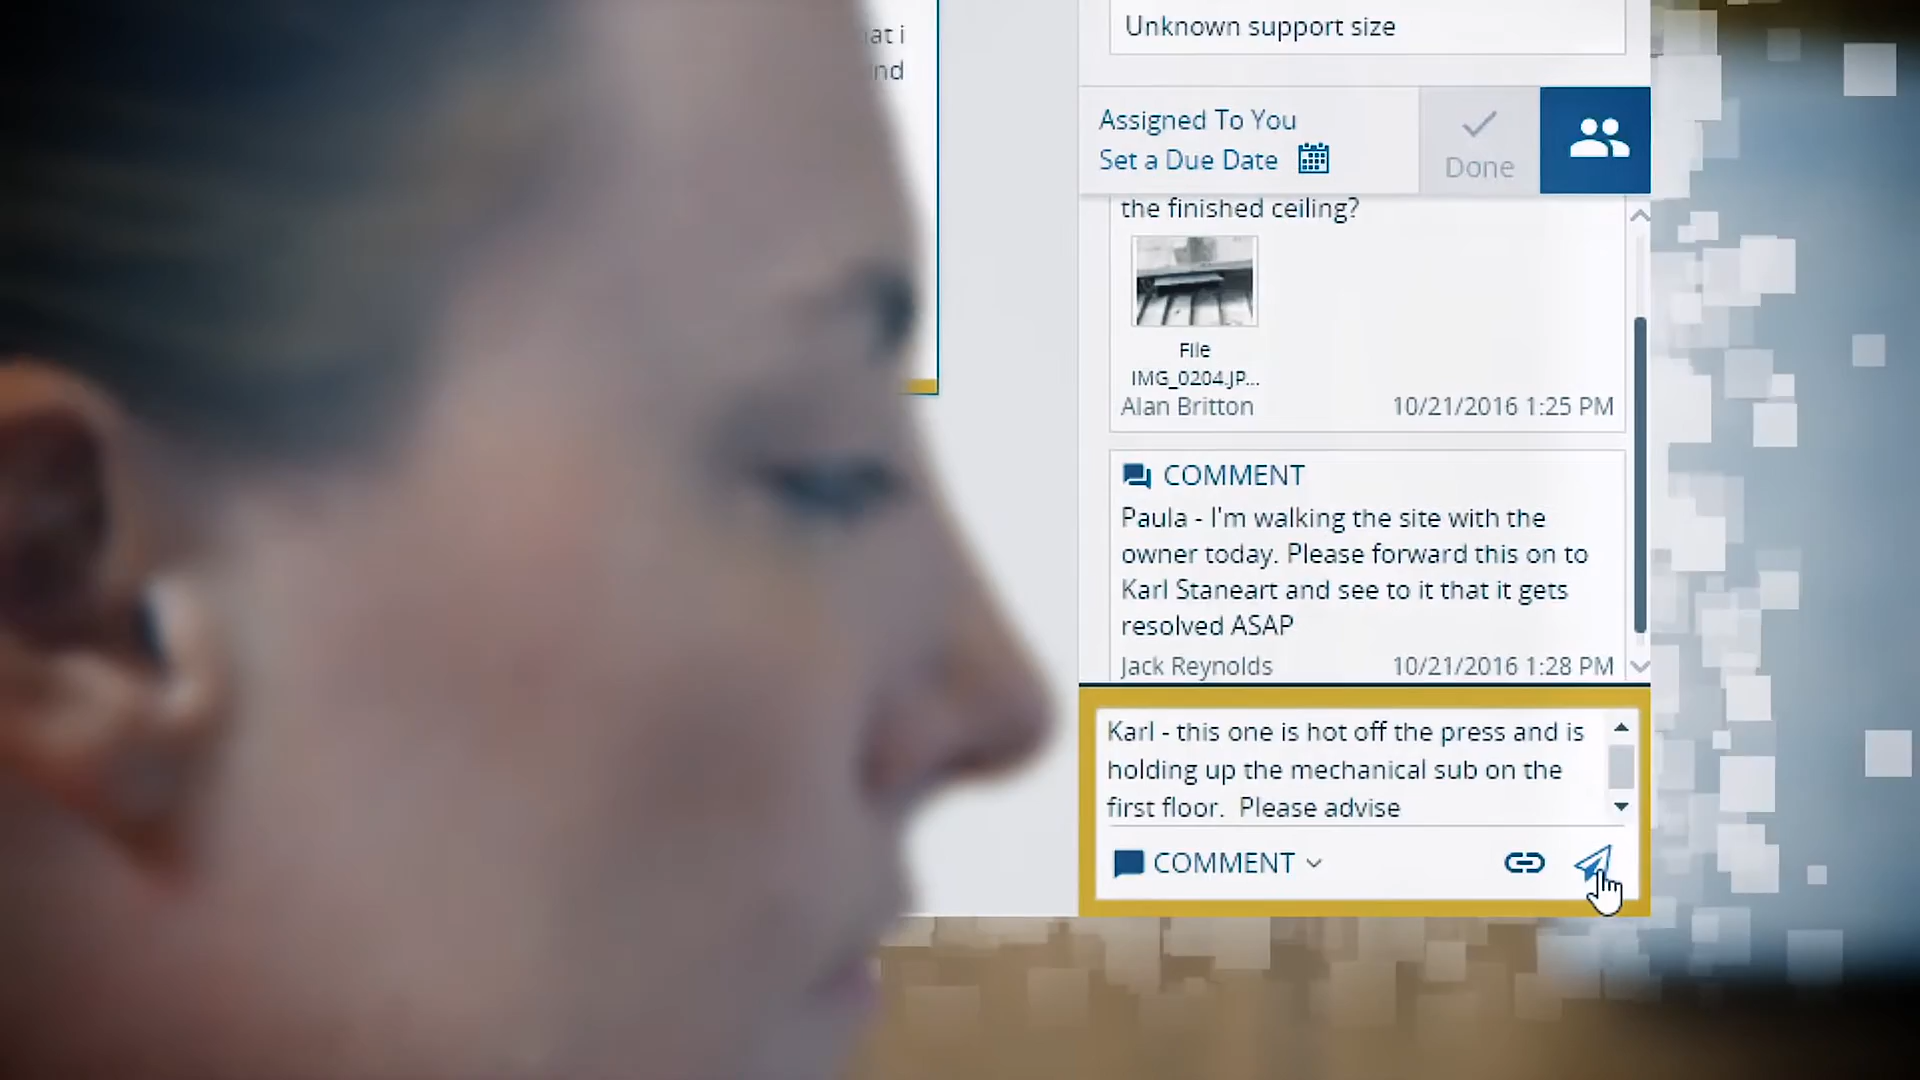 Unknown support size
Assigned To You
Set a Due Date
Done
the finished ceiling?
File
IMG_0204.JP...
Alan Britton 10/21/2016 1:25 PM
COMMENT
Paula - I'm walking the site with the
owner today. Please forward this on to
Karl Staneart and see to it that it gets
resolved ASAP
Jack Reynolds 10/21/2016 1:28 PM
Karl - this one is hot off the press and is
holding up the mechanical sub on the
first floor. Please advise
COMMENT